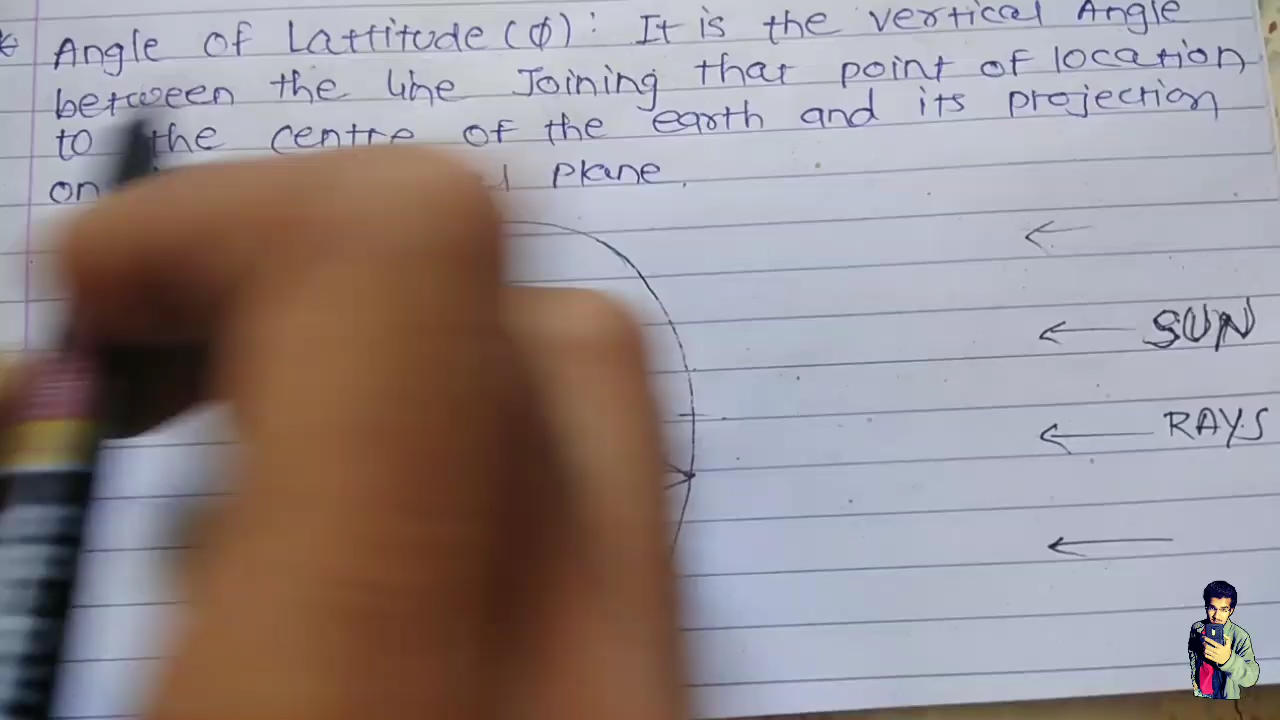 Angle of Lattitude (φ): It is the vertical Angle
between the line Joining that point of location
to the centre of the earth and its projection
on plane.
SUN
RAYS